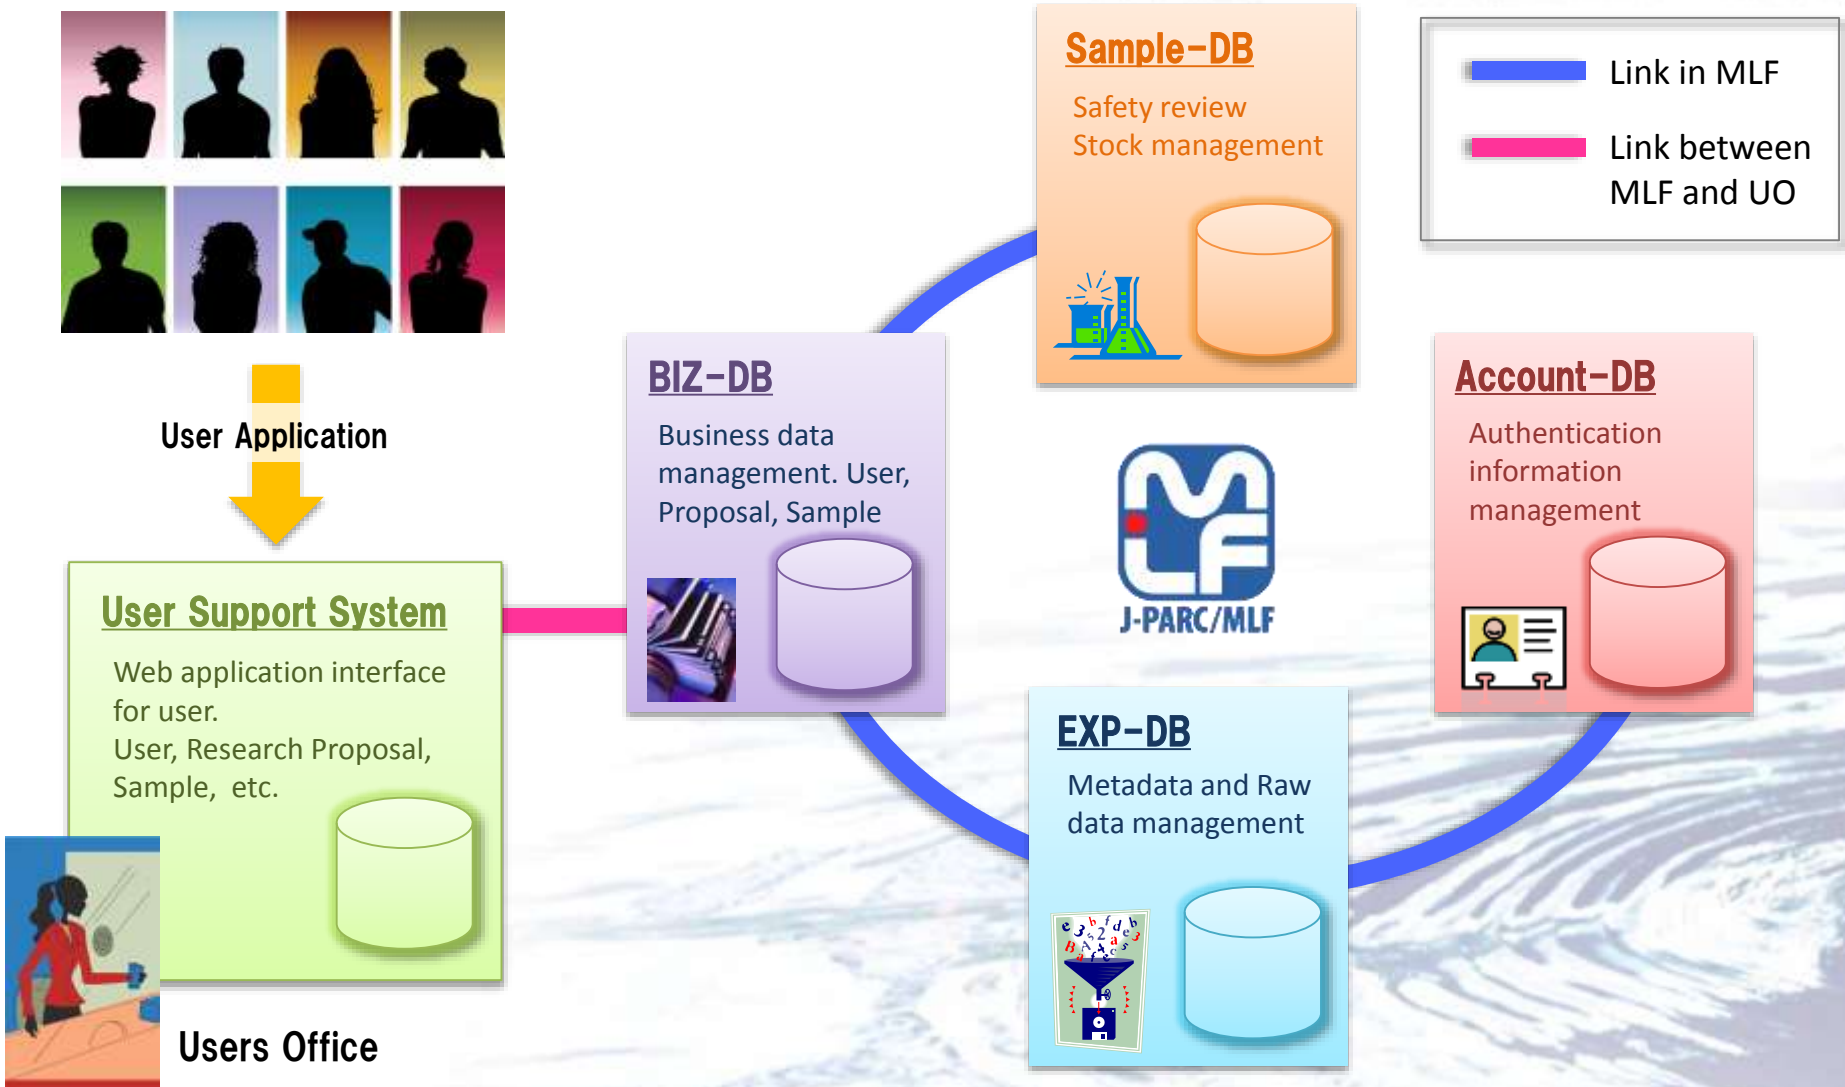 Sample-DB
Safety review
Stock management
Link in MLF
Link between
MLF and UO
User Application
BIZ-DB
Business data
management. User,
Proposal, Sample
Account-DB
Authentication
information
management
MLF
J-PARC/MLF
User Support System
Web application interface
for user.
User, Research Proposal,
Sample, etc.
EXP-DB
Metadata and Raw
data management
Users Office